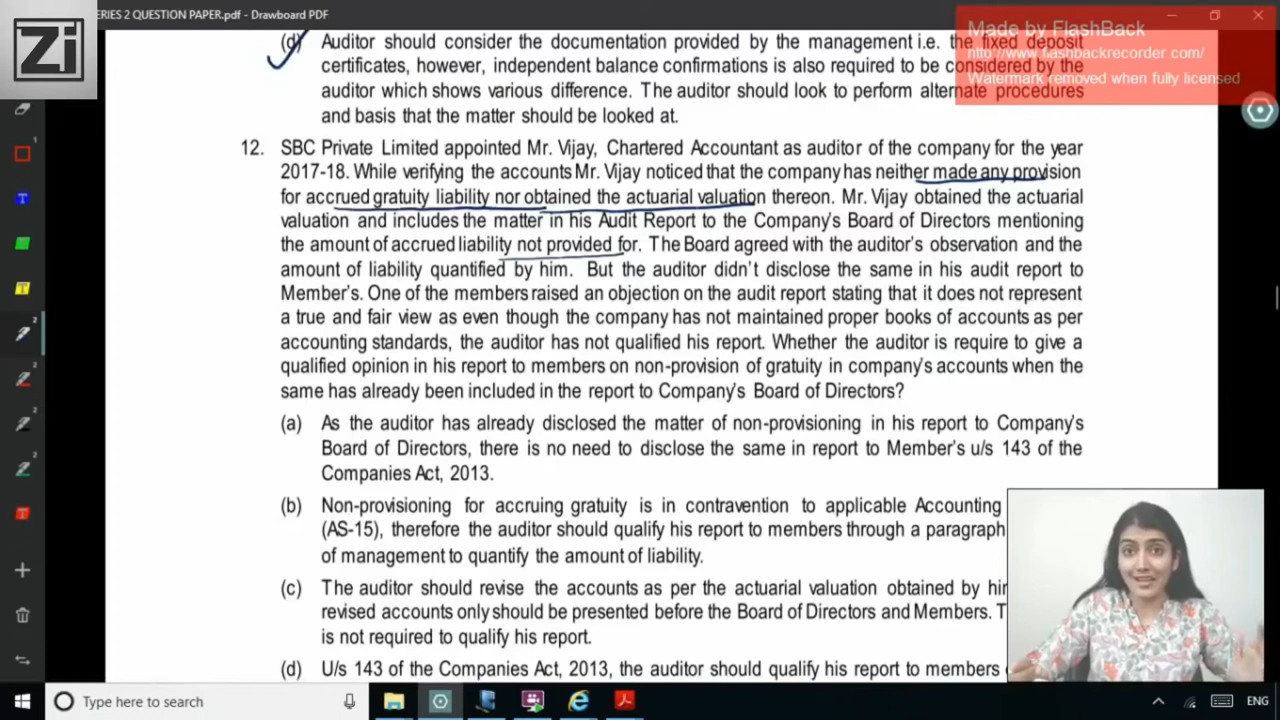 ERIES 2 QUESTION PAPER.pdf - Drawboard PDF
Made by FlashBack
http://www.flashbackrecorder.com/
Watermark removed when fully licensed
Zi
Auditor should consider the documentation provided by the management i.e. the fixed deposit
certificates, however, independent balance confirmations is also required to be considered by the
auditor which shows various difference. The auditor should look to perform alternate procedures
and basis that the matter should be looked at.
12. SBC Private Limited appointed Mr. Vijay, Chartered Accountant as auditor of the company for the year
2017-18. While verifying the accounts Mr. Vijay noticed that the company has neither made any provision
for accrued gratuity liability nor obtained the actuarial valuation thereon. Mr. Vijay obtained the actuarial
valuation and includes the matter in his Audit Report to the Company's Board of Directors mentioning
the amount of accrued liability not provided for. The Board agreed with the auditor's observation and the
amount of liability quantified by him. But the auditor didn't disclose the same in his audit report to
Member's. One of the members raised an objection on the audit report stating that it does not represent
a true and fair view as even though the company has not maintained proper books of accounts as per
accounting standards, the auditor has not qualified his report. Whether the auditor is require to give a
qualified opinion in his report to members on non-provision of gratuity in company's accounts when the
same has already been included in the report to Company's Board of Directors?
(a) As the auditor has already disclosed the matter of non-provisioning in his report to Company's
Board of Directors, there is no need to disclose the same in report to Member's u/s 143 of the
Companies Act, 2013.
(b) Non-provisioning for accruing gratuity is in contravention to applicable Accounting
(AS-15), therefore the auditor should qualify his report to members through a paragraph
of management to quantify the amount of liability.
(c) The auditor should revise the accounts as per the actuarial valuation obtained by hi
revised accounts only should be presented before the Board of Directors and Members. T
is not required to qualify his report.
(d) U/s 143 of the Companies Act, 2013, the auditor should qualify his report to members
Type here to search
ENG